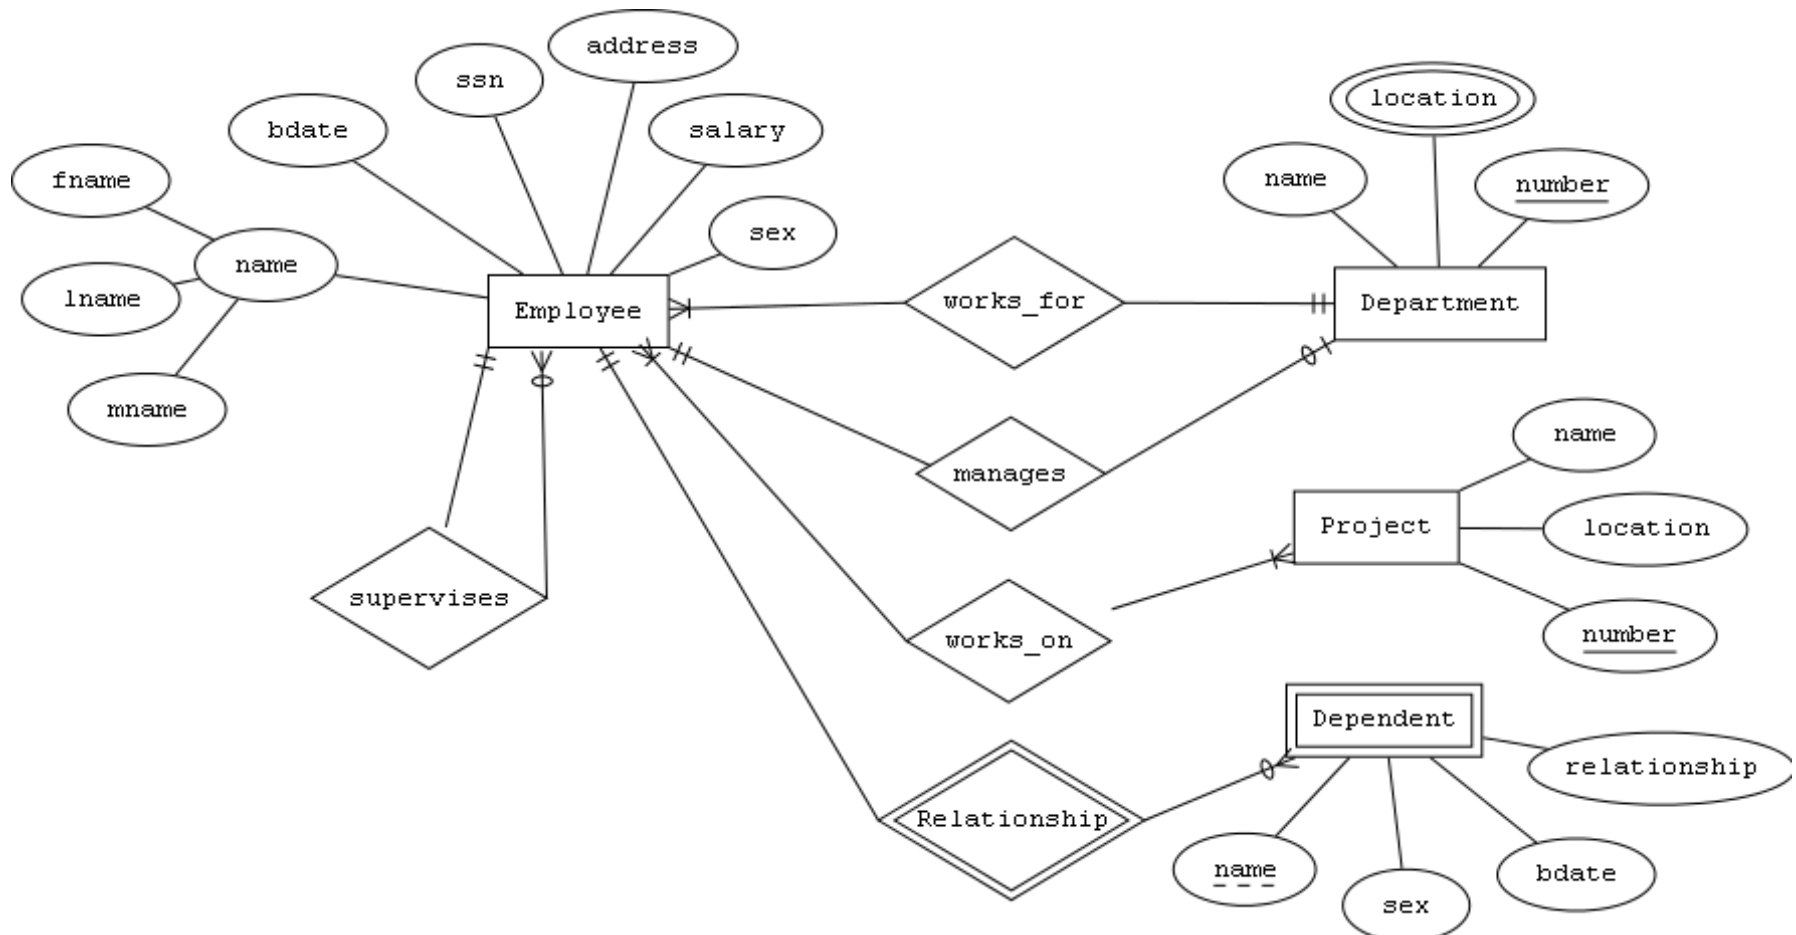 address
ssn
location
bdate
salary
fname
name
number
sex
name
lname
Employee
works_for
Department
mname
name
manages
Project
location
supervises
works_on
number
Dependent
relationship
Relationship
name
sex
bdate